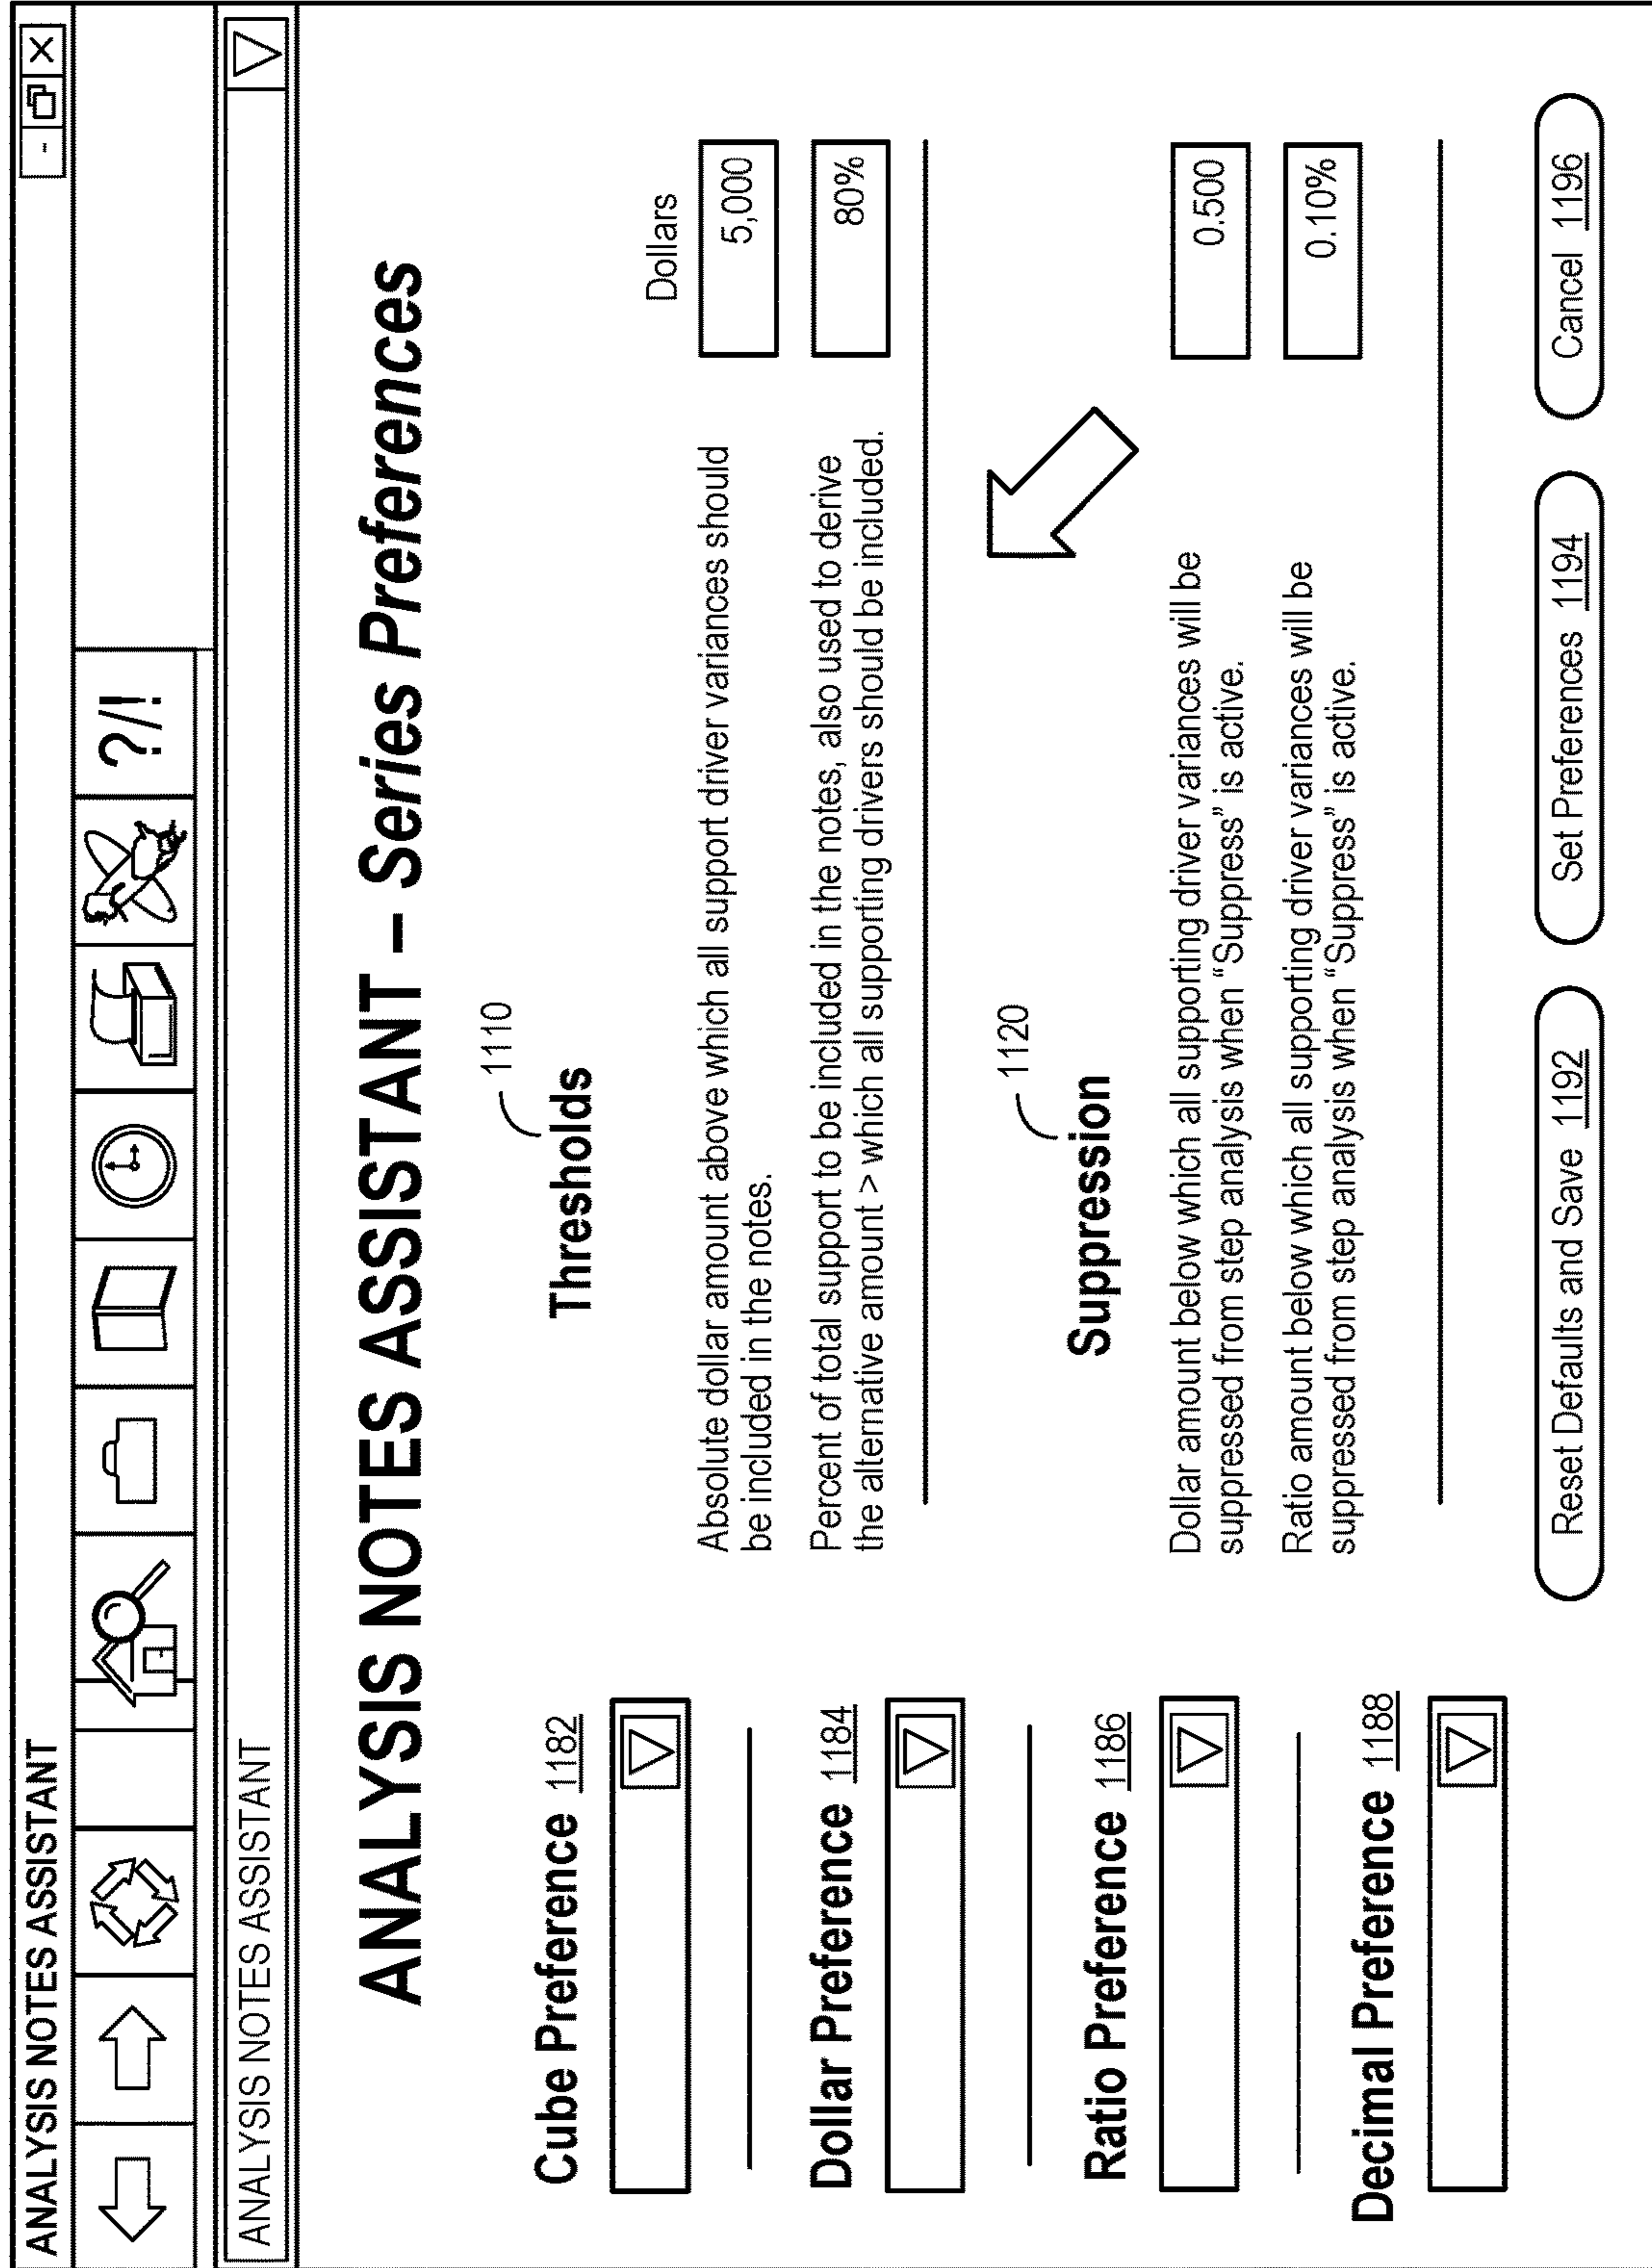 ANALYSIS NOTES ASSISTANT
- X
?/!
ANALYSIS NOTES ASSISTANT
ANALYSIS NOTES ASSISTANT – Series Preferences
Cube Preference 1182
Dollar Preference 1184
Ratio Preference 1186
Decimal Preference 1188
1110
Thresholds
Dollars
Absolute dollar amount above which all support driver variances should
be included in the notes.
5,000
Percent of total support to be included in the notes, also used to derive
the alternative amount > which all supporting drivers should be included.
80%
1120
Suppression
Dollar amount below which all supporting driver variances will be
suppressed from step analysis when “Suppress” is active.
0.500
Ratio amount below which all supporting driver variances will be
suppressed from step analysis when “Suppress” is active.
0.10%
Reset Defaults and Save 1192
Set Preferences 1194
Cancel 1196